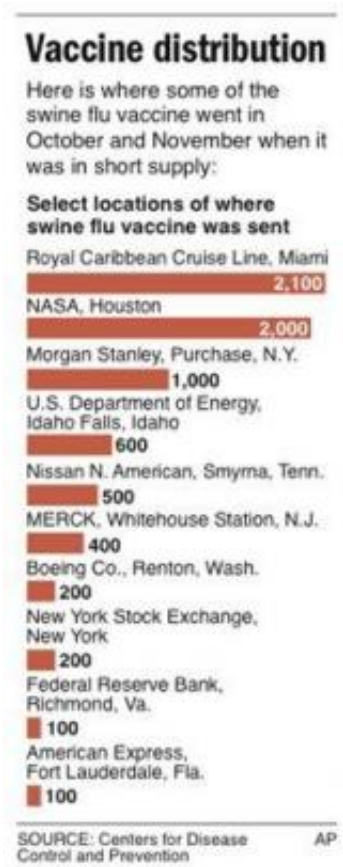 Vaccine distribution
Here is where some of the
swine flu vaccine went in
October and November when it
was in short supply:
Select locations of where
swine flu vaccine was sent
Royal Caribbean Cruise Line, Miami
2,100
NASA, Houston
2,000
Morgan Stanley, Purchase, N.Y.
1,000
U.S. Department of Energy,
Idaho Falls, Idaho
600
Nissan N. American, Smyrna, Tenn.
500
MERCK, Whitehouse Station, N.J.
400
Boeing Co., Renton, Wash.
200
New York Stock Exchange,
New York
200
Federal Reserve Bank,
Richmond, Va.
100
American Express,
Fort Lauderdale, Fla.
100
SOURCE: Centers for Disease AP
Control and Prevention